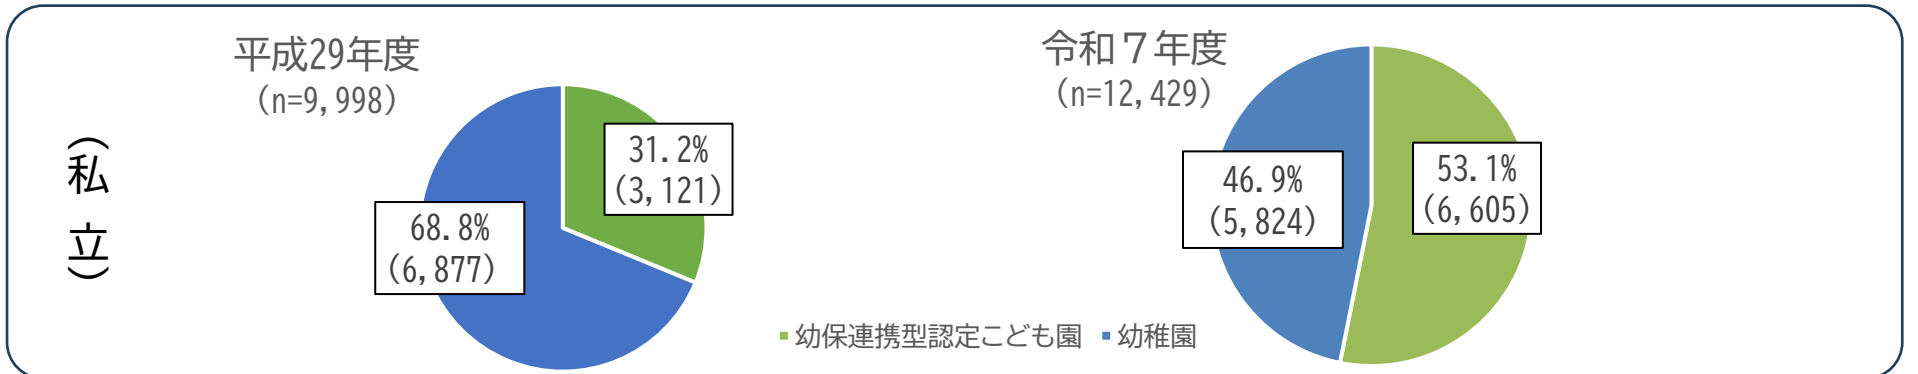 (私立)
平成29年度
(n=9,998)
31.2%
(3,121)
68.8%
(6,877)
令和７年度
(n=12,429)
46.9%
(5,824)
53.1%
(6,605)
幼保連携型認定こども園 幼稚園